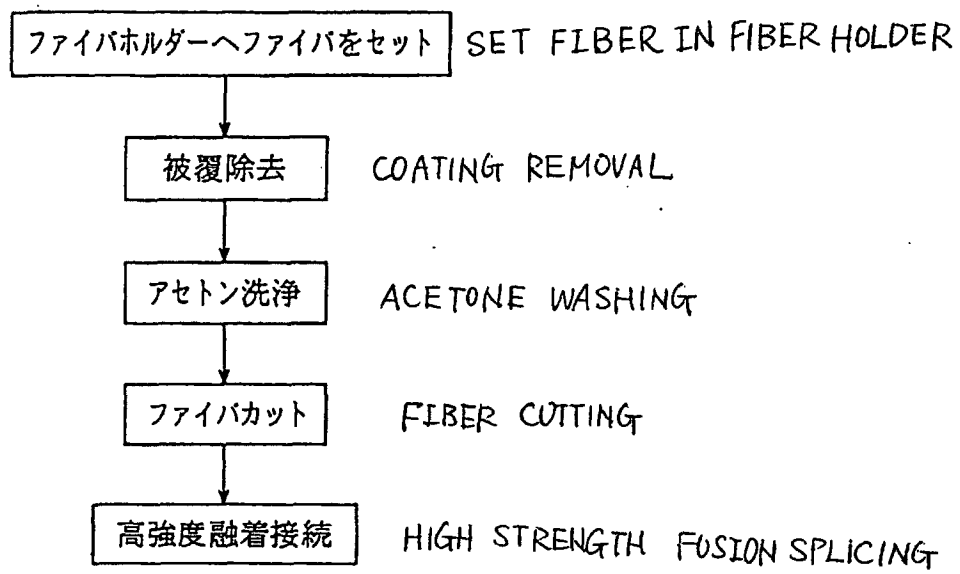 ファイバホルダーへファイバをセット SET FIBER IN FIBER HOLDER
被覆除去 COATING REMOVAL
アセトン洗浄 ACETONE WASHING
ファイバカット FIBER CUTTING
高強度融着接続 HIGH STRENGTH FUSION SPLICING